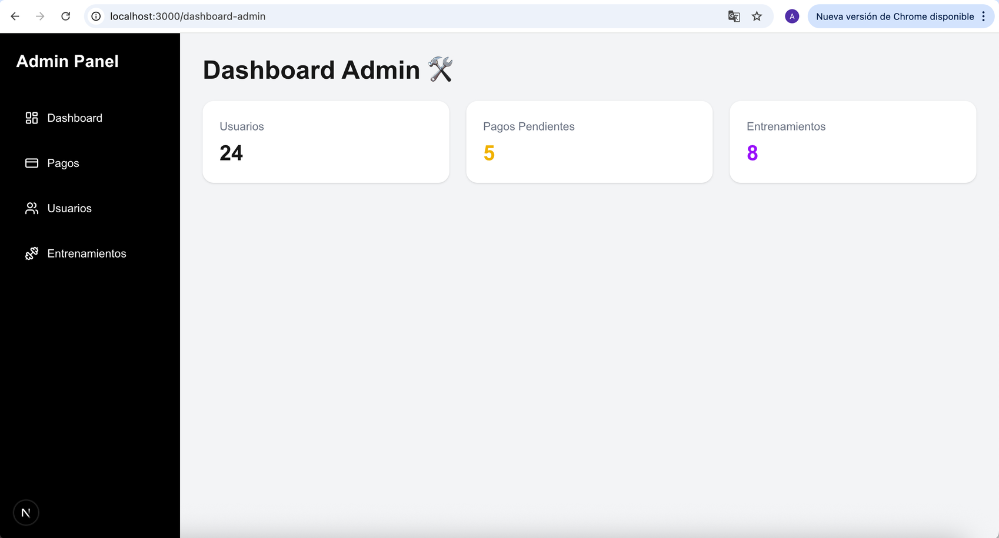 localhost:3000/dashboard-admin
A
Nueva versión de Chrome disponible
Admin Panel
Dashboard
Pagos
Usuarios
Entrenamientos
N
Dashboard Admin 🛠️
Usuarios
24
Pagos Pendientes
5
Entrenamientos
8